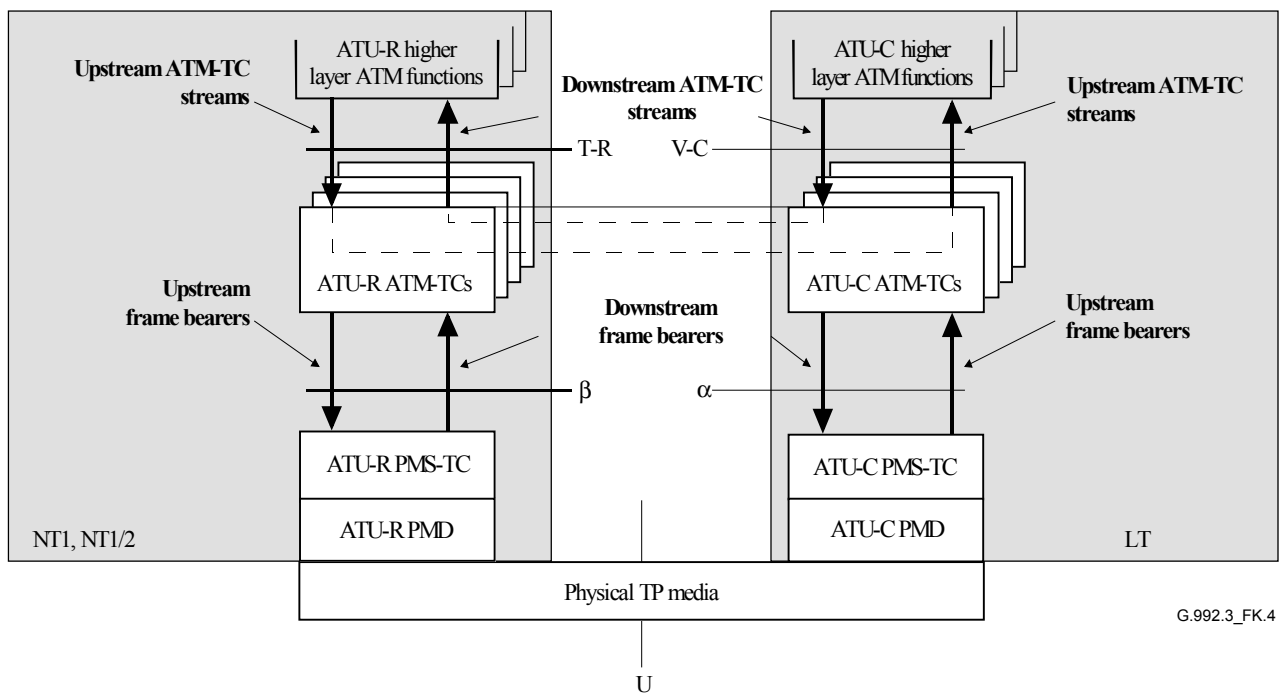 ATU-R higher
layer ATM functions
ATU-C higher
layer ATM functions
Upstream ATM-TC
streams
Downstream ATM-TC
streams
Upstream ATM-TC
streams
T-R
V-C
ATU-R ATM-TCs
ATU-C ATM-TCs
Upstream
frame bearers
Downstream
frame bearers
Upstream
frame bearers
β
α
ATU-R PMS-TC
ATU-C PMS-TC
ATU-R PMD
ATU-C PMD
NT1, NT1/2
LT
Physical TP media
G.992.3_FK.4
U